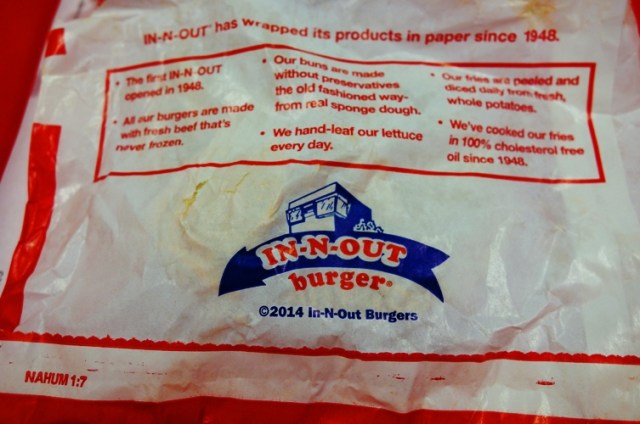 IN-N-OUT has wrapped its products in paper since 1948.
• The first IN-N-OUT
opened in 1948.
• All our burgers are made
with fresh beef that's
never frozen.
• Our buns are made
without preservatives
the old fashioned way-
from real sponge dough.
• We hand-leaf our lettuce
every day.
• Our fries are peeled and
diced daily from fresh,
whole potatoes.
• We've cooked our fries
in 100% cholesterol free
oil since 1948.
IN-N-OUT
burger®
©2014 In-N-Out Burgers
NAHUM 1:7